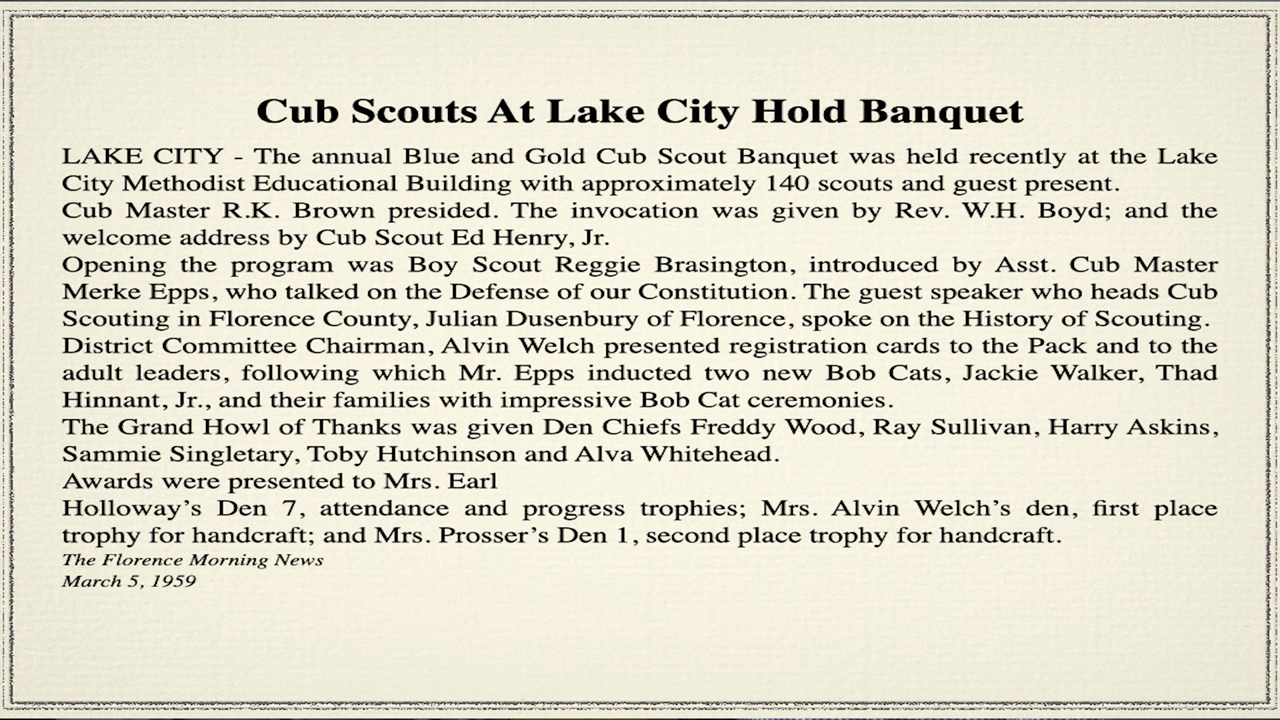 Cub Scouts At Lake City Hold Banquet
LAKE CITY - The annual Blue and Gold Cub Scout Banquet was held recently at the Lake
City Methodist Educational Building with approximately 140 scouts and guest present.
Cub Master R.K. Brown presided. The invocation was given by Rev. W.H. Boyd; and the
welcome address by Cub Scout Ed Henry, Jr.
Opening the program was Boy Scout Reggie Brasington, introduced by Asst. Cub Master
Merke Epps, who talked on the Defense of our Constitution. The guest speaker who heads Cub
Scouting in Florence County, Julian Dusenbury of Florence, spoke on the History of Scouting.
District Committee Chairman, Alvin Welch presented registration cards to the Pack and to the
adult leaders, following which Mr. Epps inducted two new Bob Cats, Jackie Walker, Thad
Hinnant, Jr., and their families with impressive Bob Cat ceremonies.
The Grand Howl of Thanks was given Den Chiefs Freddy Wood, Ray Sullivan, Harry Askins,
Sammie Singletary, Toby Hutchinson and Alva Whitehead.
Awards were presented to Mrs. Earl
Holloway’s Den 7, attendance and progress trophies; Mrs. Alvin Welch’s den, first place
trophy for handcraft; and Mrs. Prosser’s Den 1, second place trophy for handcraft.
The Florence Morning News
March 5, 1959